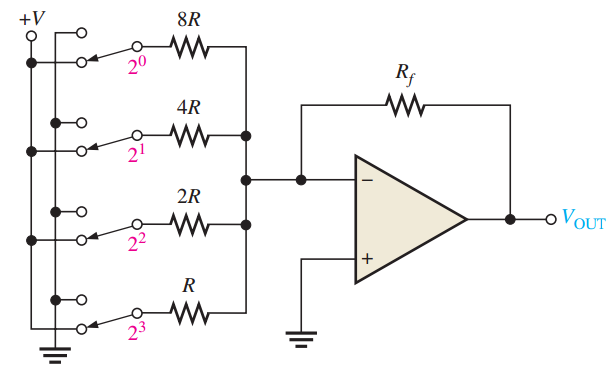 +V
8R
2⁰
4R
2¹
2R
2²
R
2³
R_f
−
+
V_OUT